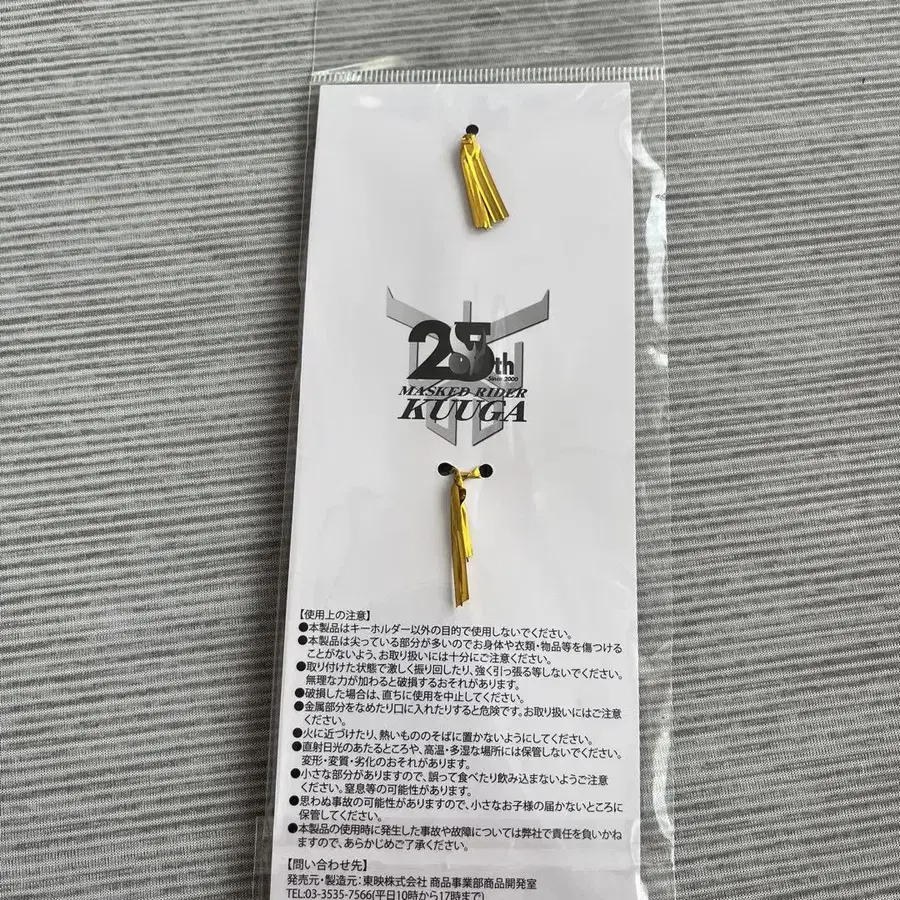 25th
Since 2000
MASKED RIDER
KUUGA
【使用上の注意】
●本製品はキーホルダー以外の目的で使用しないでください。
●本製品は尖っている部分が多いのでお身体や衣類・物品等を傷つける
ことがないよう、お取り扱いには十分にご注意ください。
●取り付けた状態で激しく振り回したり、強く引っ張る等しないでください。
無理な力が加わると破損するおそれがあります。
●破損した場合は、直ちに使用を中止してください。
●金属部分をなめたり口に入れたりすると危険です。お取り扱いにはご注意
ください。
●火に近づけたり、熱いもののそばに置かないようにしてください。
●直射日光のあたるところや、高温・多湿な場所には保管しないでください。
変形・変質・劣化のおそれがあります。
●小さな部分がありますので、誤って食べたり飲み込まないようご注意
ください。窒息等の可能性があります。
●思わぬ事故の可能性がありますので、小さなお子様の届かないところに
保管してください。
●本製品の使用時に発生した事故や故障については弊社で責任を負いかね
ますので、あらかじめご了承ください。
【問い合わせ先】
発売元・製造元：東映株式会社 商品事業部商品開発室
TEL:03-3535-7566(平日10時から17時まで)